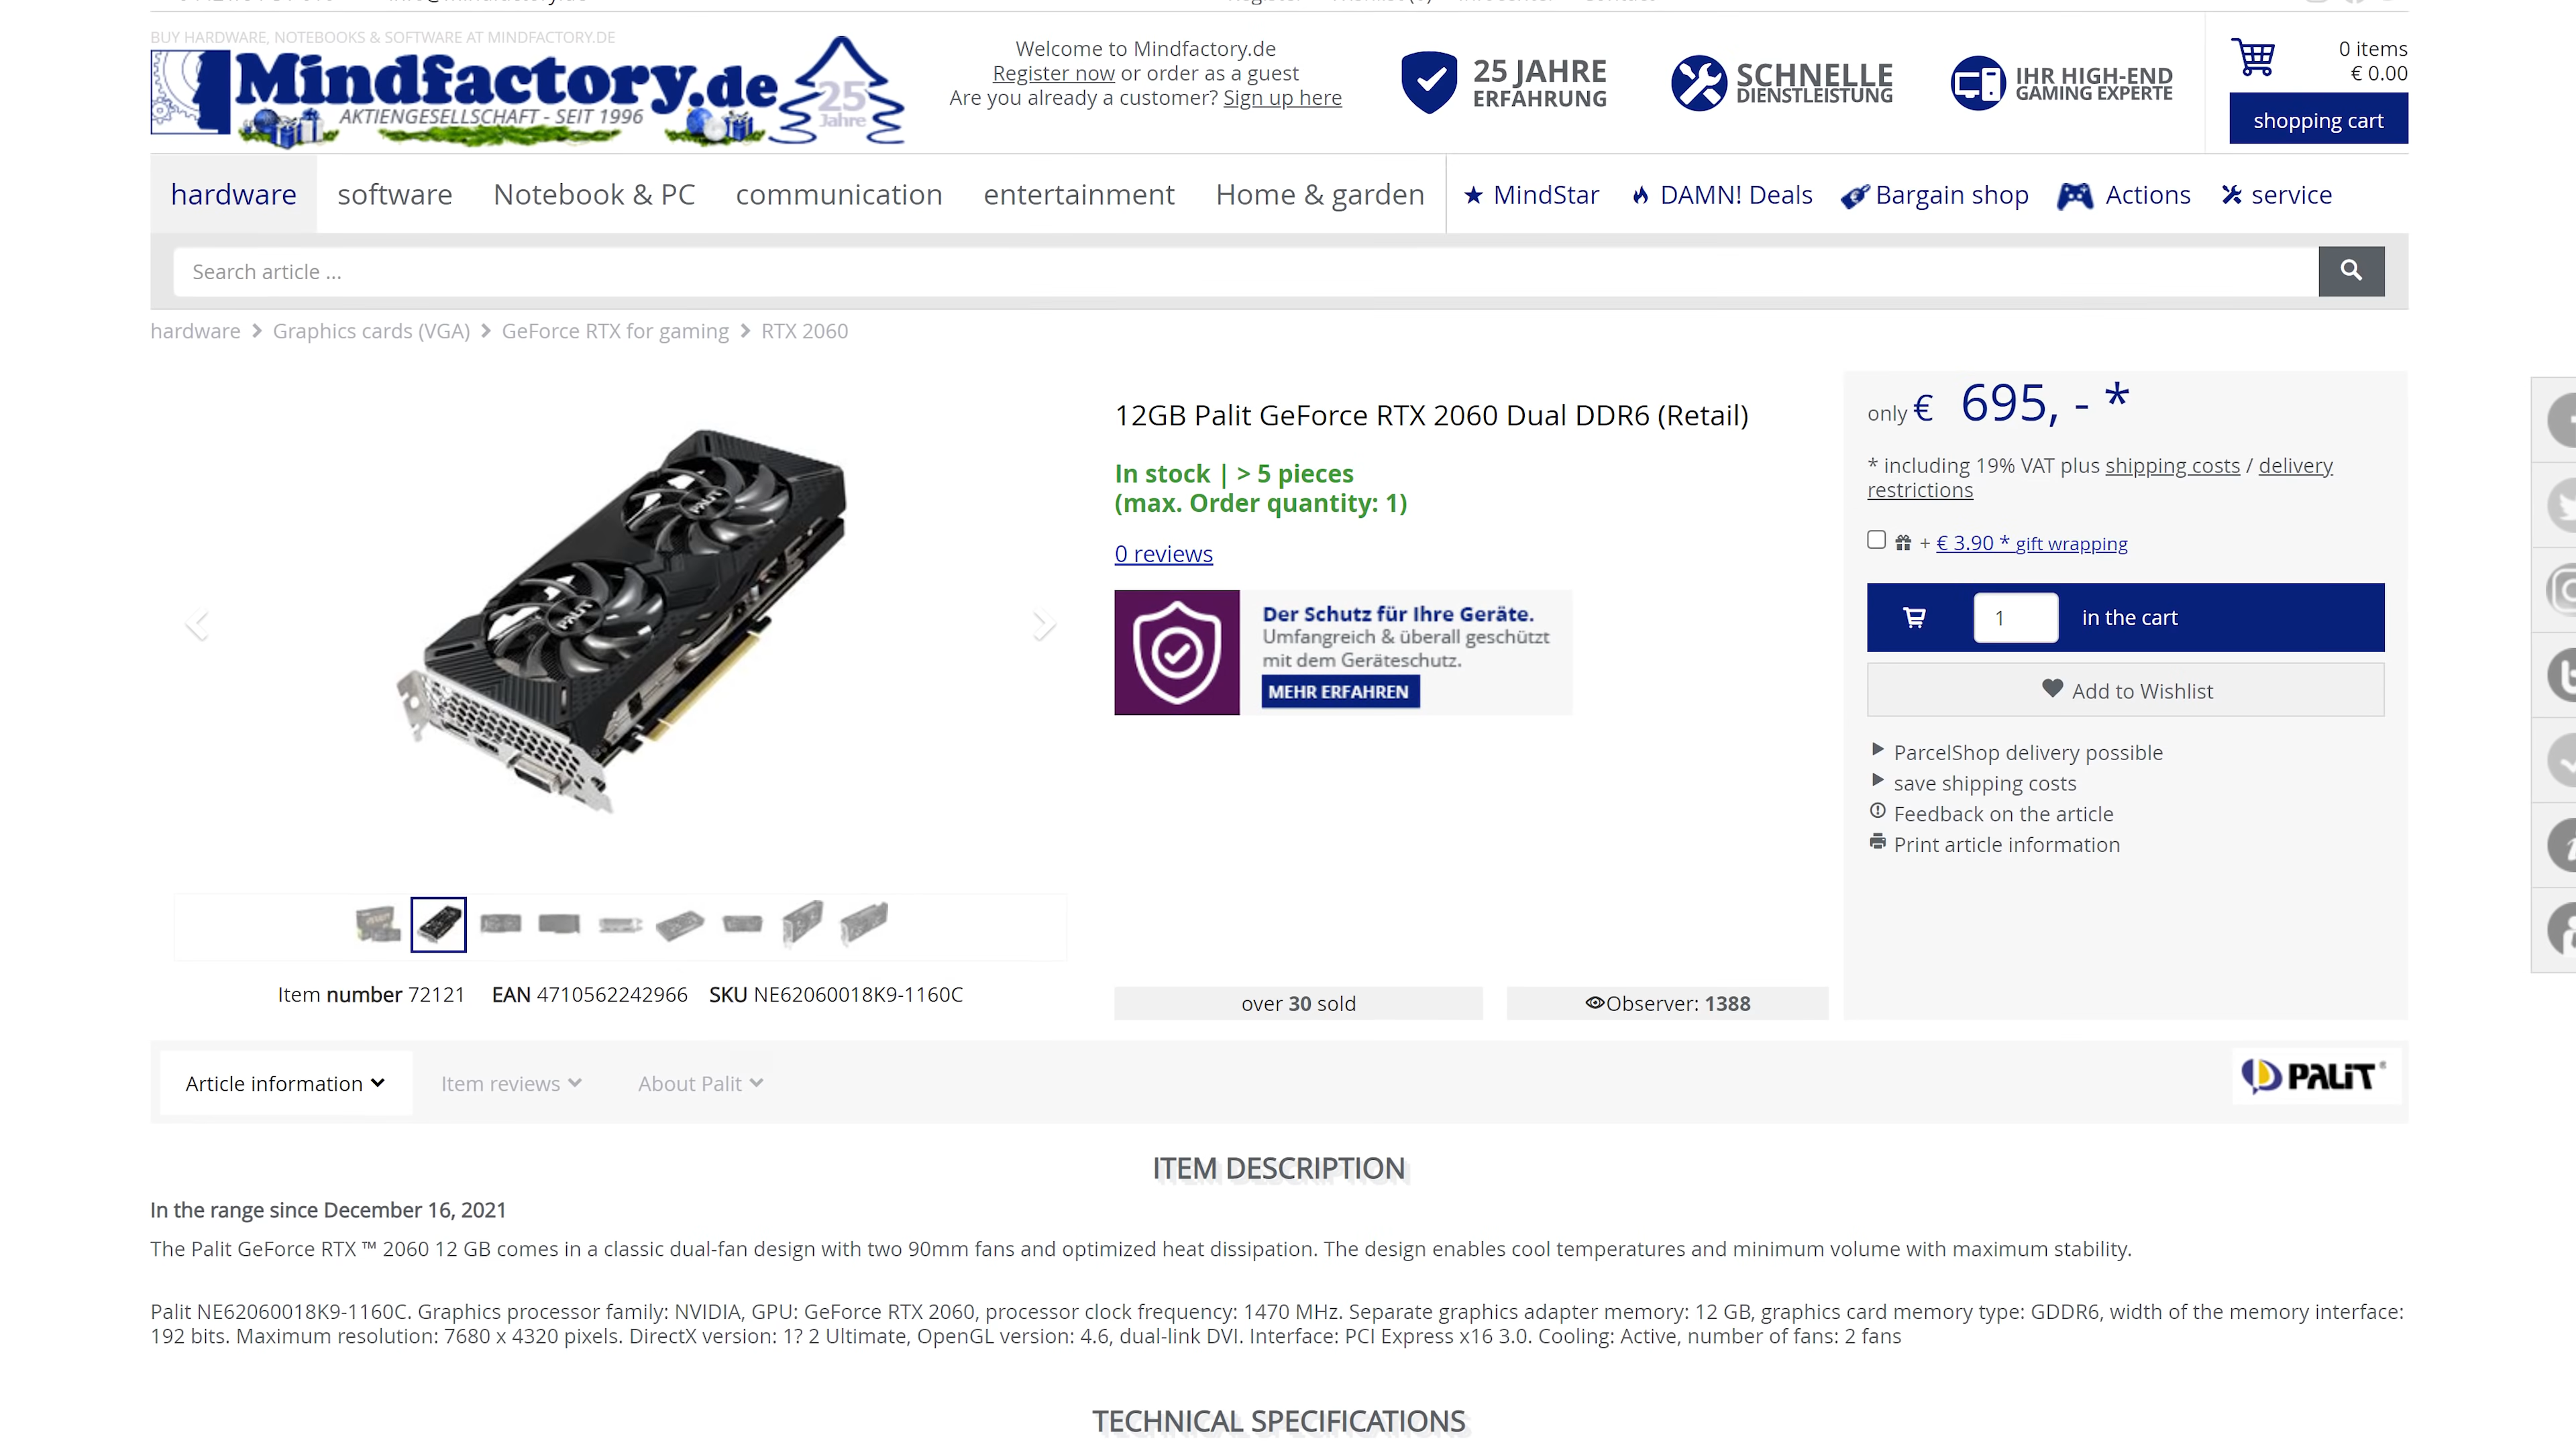 BUY HARDWARE, NOTEBOOKS & SOFTWARE AT MINDFACTORY.DE
Mindfactory.de
AKTIENGESELLSCHAFT - SEIT 1996
25
Jahre
Welcome to Mindfactory.de
Register now or order as a guest
Are you already a customer? Sign up here
25 JAHRE
ERFAHRUNG
SCHNELLE
DIENSTLEISTUNG
IHR HIGH-END
GAMING EXPERTE
0 items
€ 0.00
shopping cart
hardware software Notebook & PC communication entertainment Home & garden MindStar DAMN! Deals Bargain shop Actions service
Search article ...
hardware > Graphics cards (VGA) > GeForce RTX for gaming > RTX 2060
12GB Palit GeForce RTX 2060 Dual DDR6 (Retail)
In stock | > 5 pieces
(max. Order quantity: 1)
0 reviews
Der Schutz für Ihre Geräte.
Umfangreich & überall geschützt
mit dem Geräteschutz.
MEHR ERFAHREN
only € 695, - *
* including 19% VAT plus shipping costs / delivery
restrictions
+ € 3.90 * gift wrapping
1 in the cart
Add to Wishlist
ParcelShop delivery possible
save shipping costs
Feedback on the article
Print article information
Item number 72121 EAN 4710562242966 SKU NE62060018K9-1160C
over 30 sold
Observer: 1388
Article information Item reviews About Palit
PALiT
ITEM DESCRIPTION
In the range since December 16, 2021
The Palit GeForce RTX ™ 2060 12 GB comes in a classic dual-fan design with two 90mm fans and optimized heat dissipation. The design enables cool temperatures and minimum volume with maximum stability.
Palit NE62060018K9-1160C. Graphics processor family: NVIDIA, GPU: GeForce RTX 2060, processor clock frequency: 1470 MHz. Separate graphics adapter memory: 12 GB, graphics card memory type: GDDR6, width of the memory interface:
192 bits. Maximum resolution: 7680 x 4320 pixels. DirectX version: 1? 2 Ultimate, OpenGL version: 4.6, dual-link DVI. Interface: PCI Express x16 3.0. Cooling: Active, number of fans: 2 fans
TECHNICAL SPECIFICATIONS